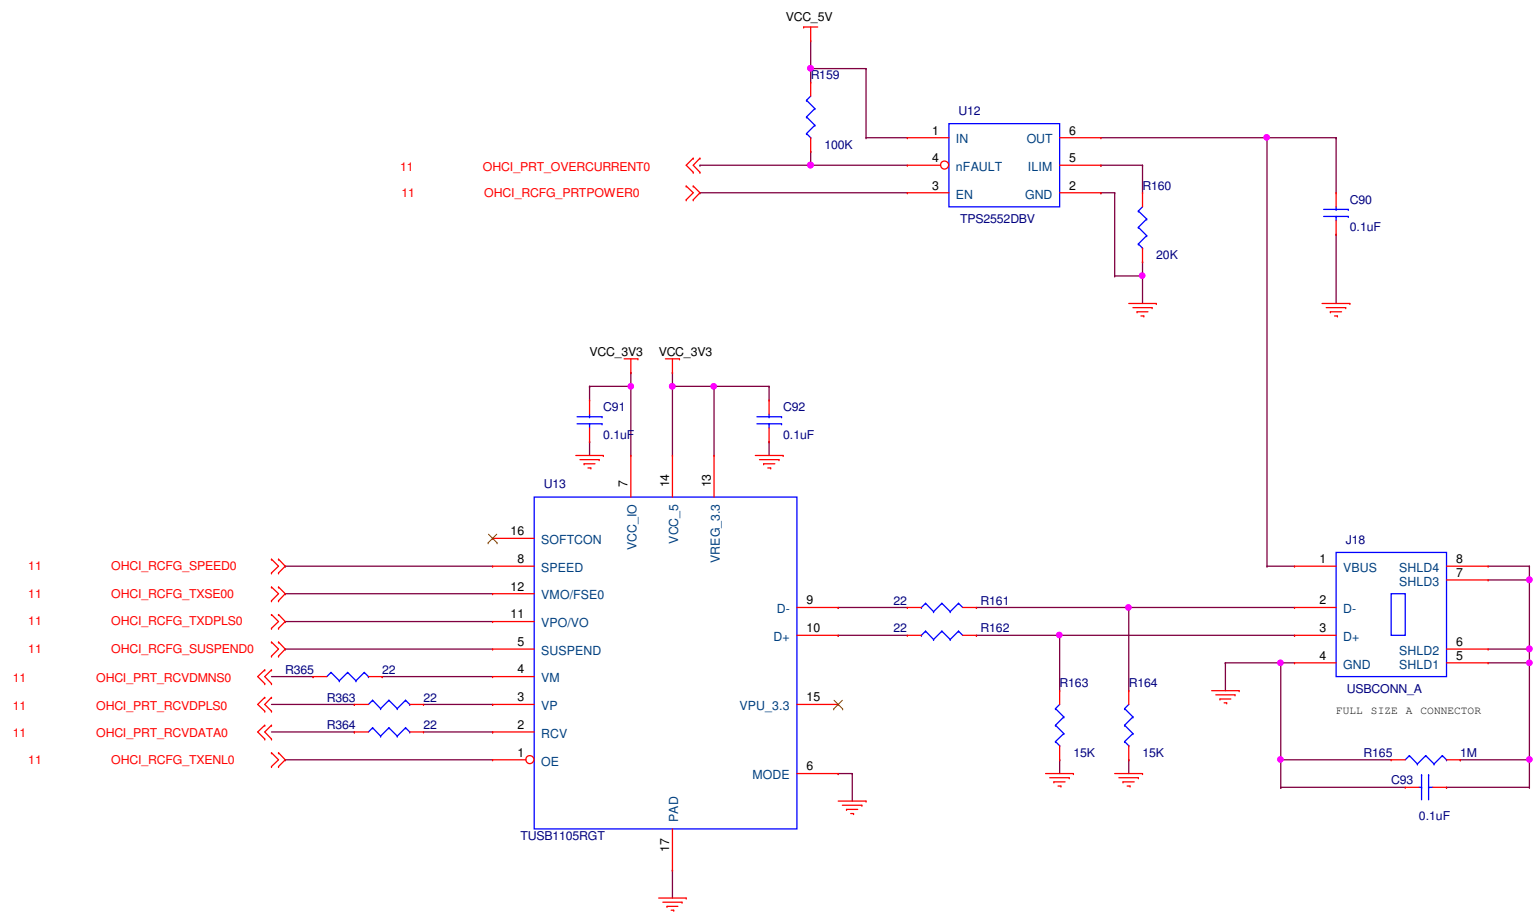 VCC_5V
R159
100K
U12
1 IN OUT 6
11 OHCI_PRT_OVERCURRENT0 4 nFAULT ILIM 5
11 OHCI_RCFG_PRTPOWER0 3 EN GND 2
TPS2552DBV
R160
20K
C90
0.1uF
VCC_3V3 VCC_3V3
C91
0.1uF
C92
0.1uF
U13
7 14 13
VCC_IO VCC_5 VREG_3.3
16 SOFTCON
11 OHCI_RCFG_SPEED0 8 SPEED
11 OHCI_RCFG_TXSE00 12 VMO/FSE0
11 OHCI_RCFG_TXDPLS0 11 VPO/VO
11 OHCI_RCFG_SUSPEND0 5 SUSPEND
11 OHCI_PRT_RCVDMNS0 R365 22 4 VM
11 OHCI_PRT_RCVDPLS0 R363 22 3 VP
11 OHCI_PRT_RCVDATA0 R364 22 2 RCV
11 OHCI_RCFG_TXENL0 1 OE
D- 9 22 R161
D+ 10 22 R162
VPU_3.3 15
MODE 6
PAD
17
TUSB1105RGT
R163
15K
R164
15K
J18
1 VBUS SHLD4 8
SHLD3 7
2 D-
3 D+
SHLD2 6
4 GND SHLD1 5
USBCONN_A
FULL SIZE A CONNECTOR
R165 1M
C93
0.1uF